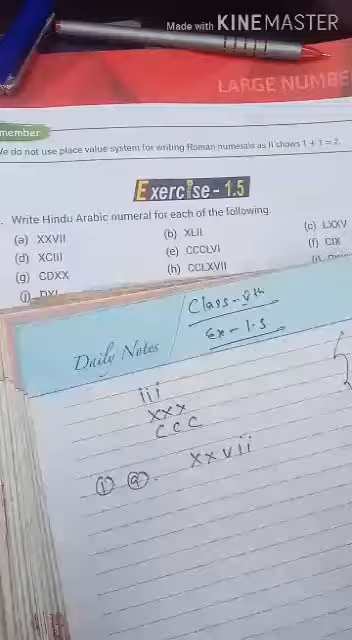 Made with KINEMASTER
LARGE NUMBE
member
We do not use place value system for writing Roman numerals as II shows 1 + 1 = 2.
Exercise - 1.5
. Write Hindu Arabic numeral for each of the following.
(a) XXVII (b) XLII (c) LXXV
(d) XCIII (e) CCCLVI (f) CIX
(g) CDXX (h) CCLXVII
(j) DXL
Class - Vth
Ex - 1.5
Daily Notes
iii
xxx
ccc
① ⓐ. xxvii